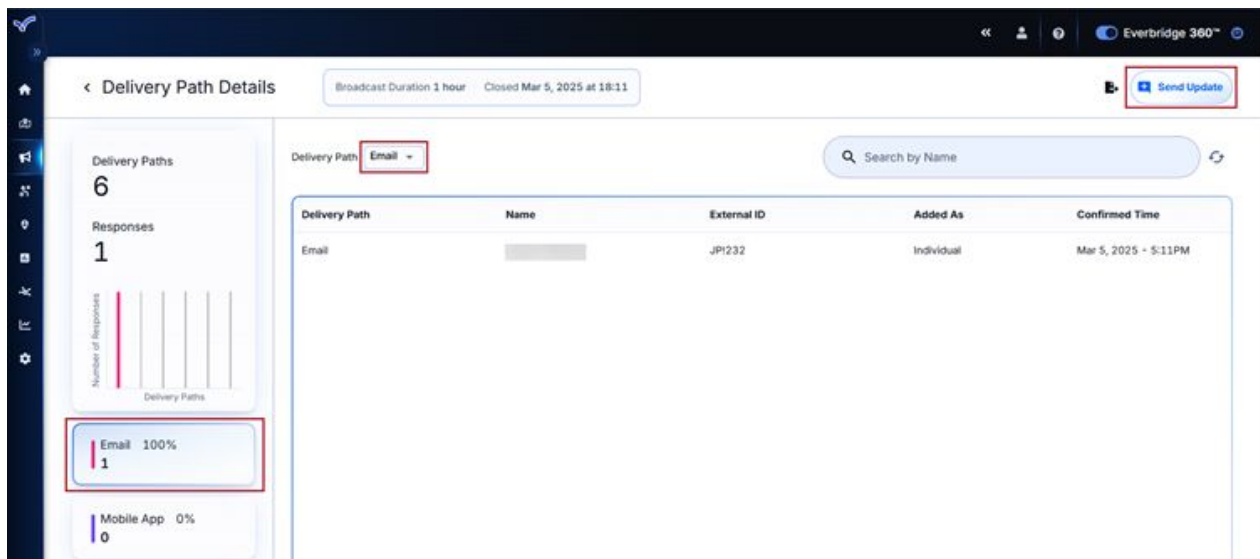 Everbridge 360™
Delivery Path Details
Broadcast Duration 1 hour Closed Mar 5, 2025 at 18:11
Send Update
Delivery Paths
6
Responses
1
Number of Responses
Delivery Paths
Email 100%
1
Mobile App 0%
0
Delivery Path Email
Search by Name
Delivery Path Name External ID Added As Confirmed Time
Email JP!232 Individual Mar 5, 2025 - 5:11PM